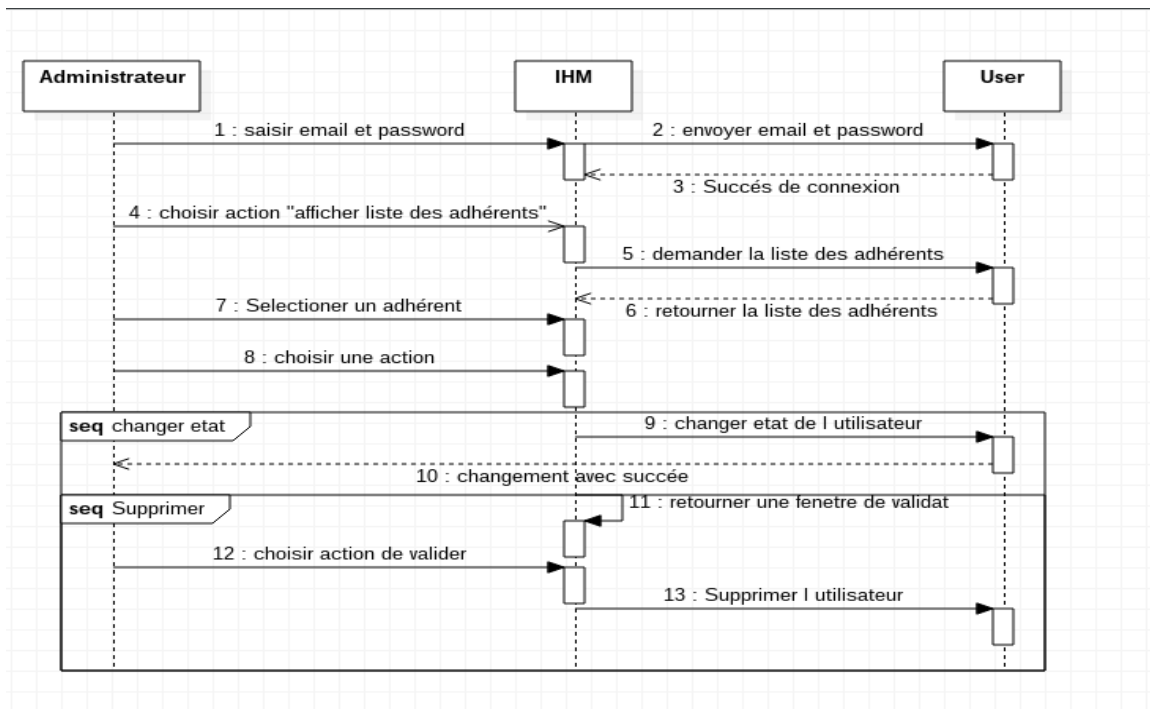 Administrateur
IHM
User
1 : saisir email et password
2 : envoyer email et password
3 : Succés de connexion
4 : choisir action "afficher liste des adhérents"
5 : demander la liste des adhérents
6 : retourner la liste des adhérents
7 : Selectioner un adhérent
8 : choisir une action
seq changer etat
9 : changer etat de l utilisateur
10 : changement avec succée
seq Supprimer
11 : retourner une fenetre de validat
12 : choisir action de valider
13 : Supprimer l utilisateur